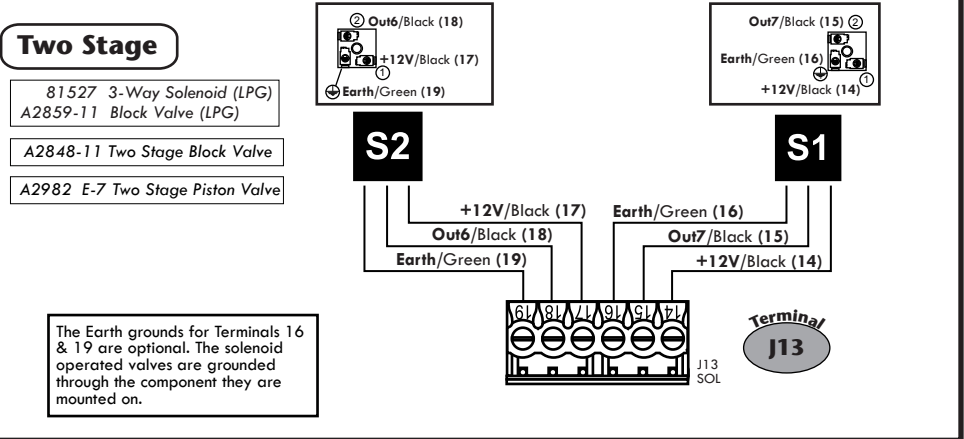 Two Stage
81527 3-Way Solenoid (LPG)
A2859-11 Block Valve (LPG)
A2848-11 Two Stage Block Valve
A2982 E-7 Two Stage Piston Valve
② Out6/Black (18)
+12V/Black (17)
①
Earth/Green (19)
Out7/Black (15) ②
Earth/Green (16)
①
+12V/Black (14)
S2
S1
+12V/Black (17)
Earth/Green (16)
Out6/Black (18)
Out7/Black (15)
Earth/Green (19)
+12V/Black (14)
19 18 17 16 15 14
J13
SOL
Terminal
J13
The Earth grounds for Terminals 16
& 19 are optional. The solenoid
operated valves are grounded
through the component they are
mounted on.